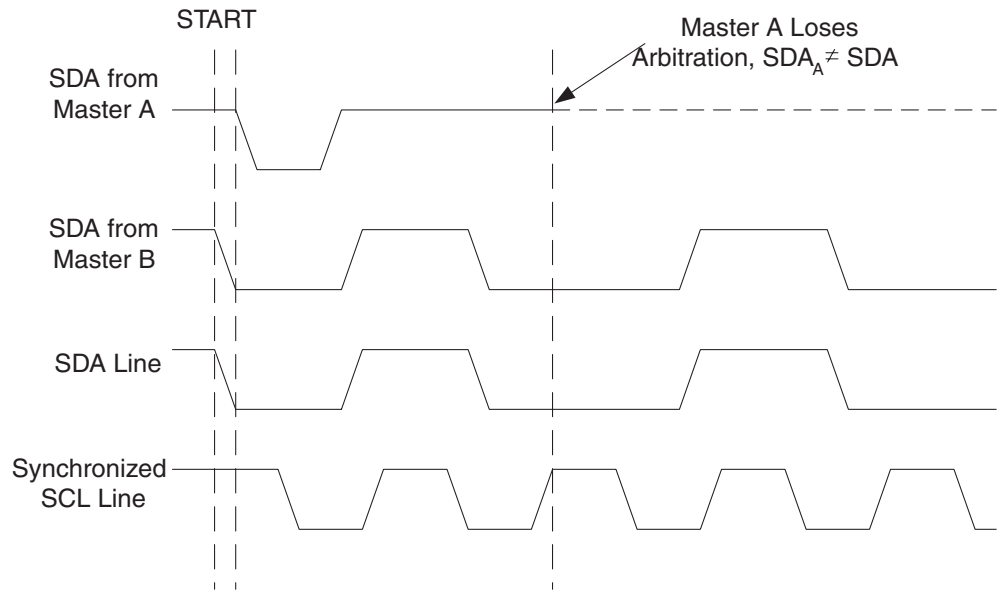 START
Master A Loses
Arbitration, SDA_A ≠ SDA
SDA from
Master A
SDA from
Master B
SDA Line
Synchronized
SCL Line